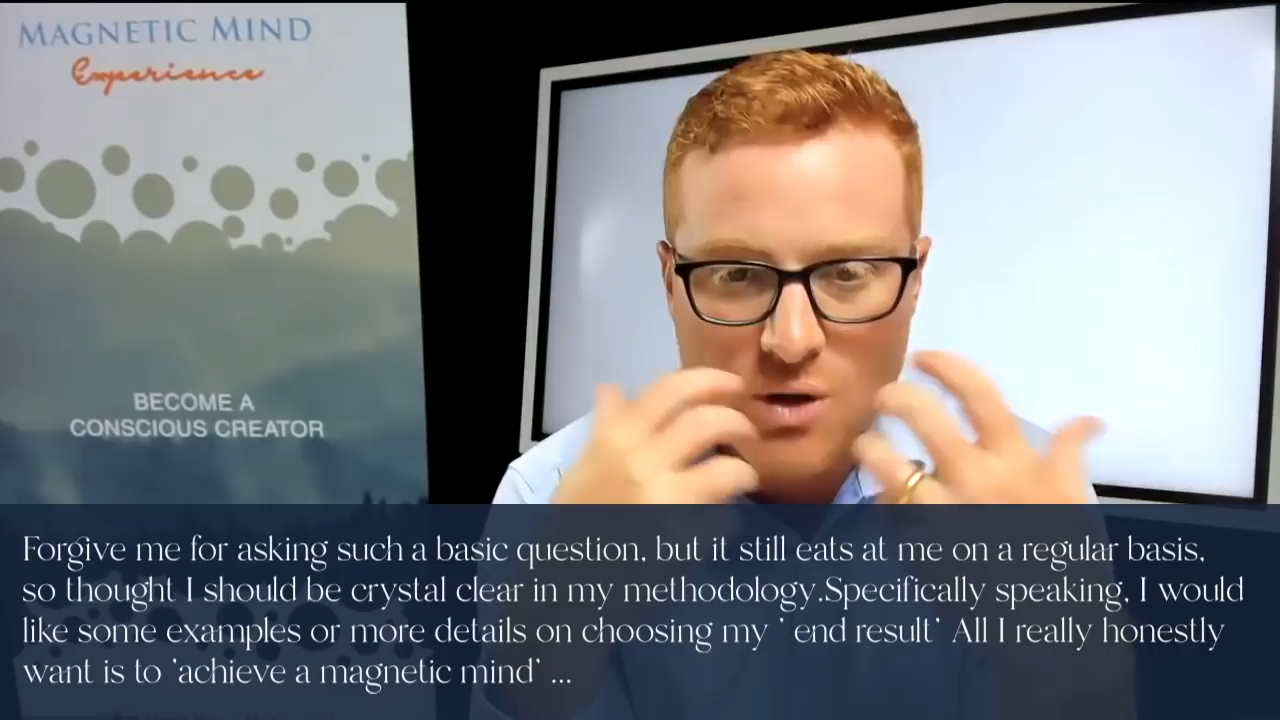 MAGNETIC MIND
Experience
BECOME A
CONSCIOUS CREATOR
Forgive me for asking such a basic question, but it still eats at me on a regular basis,
so thought I should be crystal clear in my methodology.Specifically speaking, I would
like some examples or more details on choosing my ' end result' All I really honestly
want is to 'achieve a magnetic mind' ...